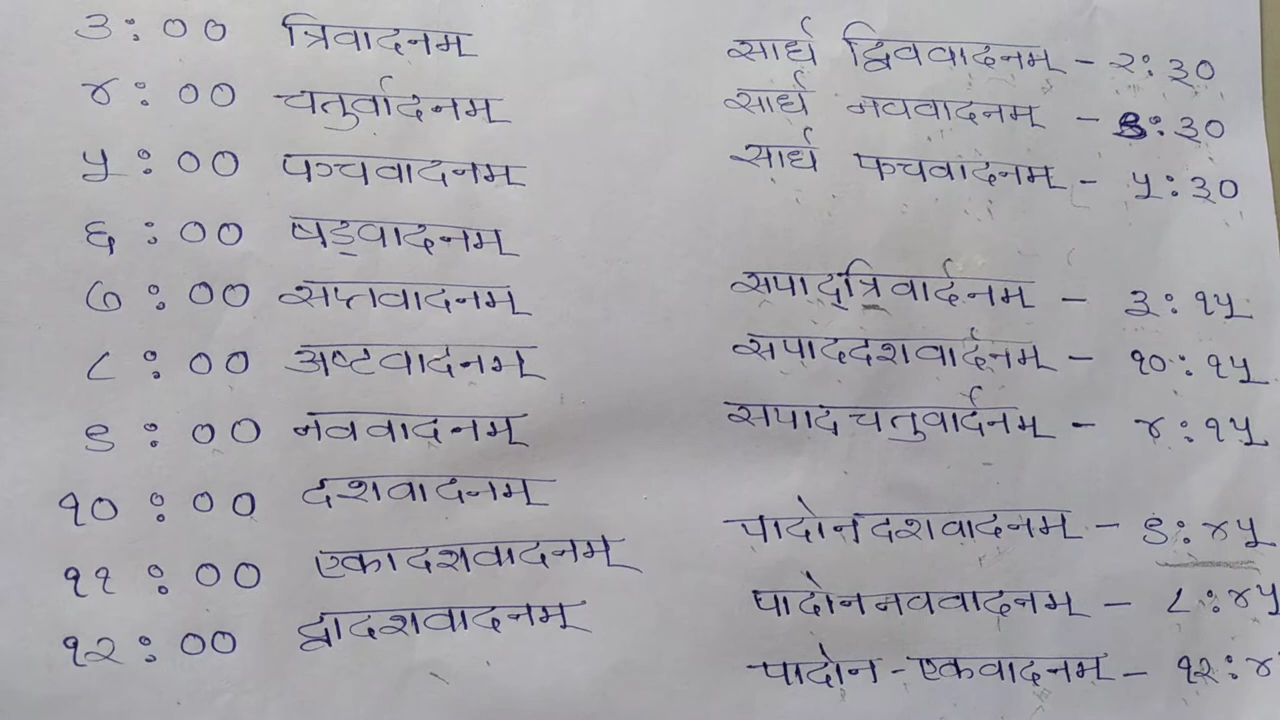 ३:०० त्रिवादनम्
४:०० चतुर्वादनम्
५:०० पञ्चवादनम्
६:०० षड्वादनम्
७:०० सप्तवादनम्
८:०० अष्टवादनम्
९:०० नववादनम्
१०:०० दशवादनम्
११:०० एकादशवादनम्
१२:०० द्वादशवादनम्
सार्ध द्विववादनम् - २:३०
सार्ध नववादनम् - ९:३०
सार्ध पञ्चवादनम् - ५:३०
सपाद्त्रिवार्दनम् - ३:१५
सपाददशवार्दनम् - १०:१५
सपादचतुवार्दनम् - ४:१५
पादोनदशवादनम् - ९:४५
पादोननववादनम् - ८:४५
पादोन-एकवादनम् - १२:४